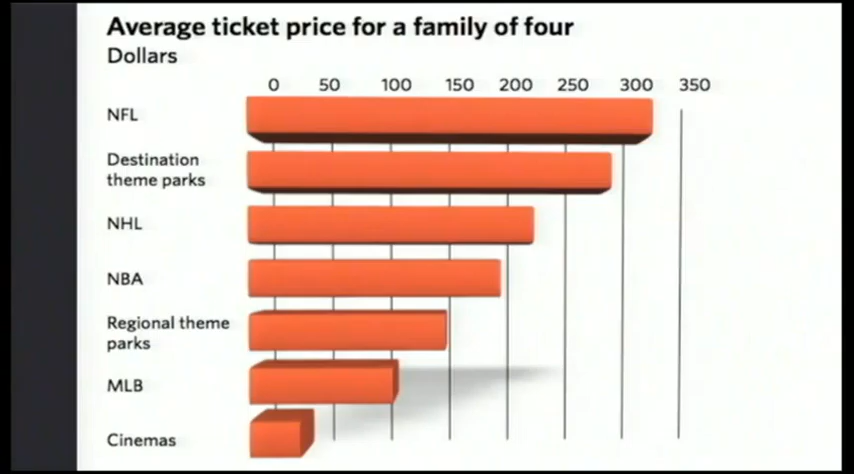 Average ticket price for a family of four
Dollars
0 50 100 150 200 250 300 350
NFL
Destination
theme parks
NHL
NBA
Regional theme
parks
MLB
Cinemas